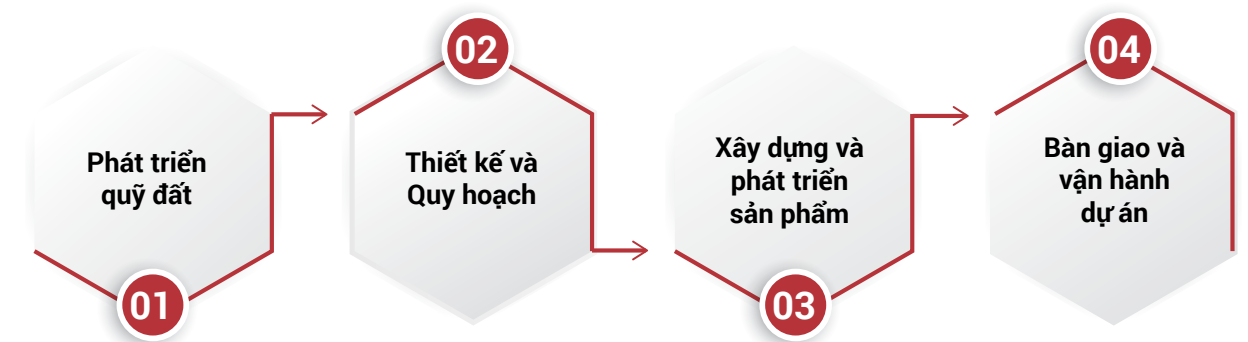 01
Phát triển
quỹ đất
02
Thiết kế và
Quy hoạch
03
Xây dựng và
phát triển
sản phẩm
04
Bàn giao và
vận hành
dự án